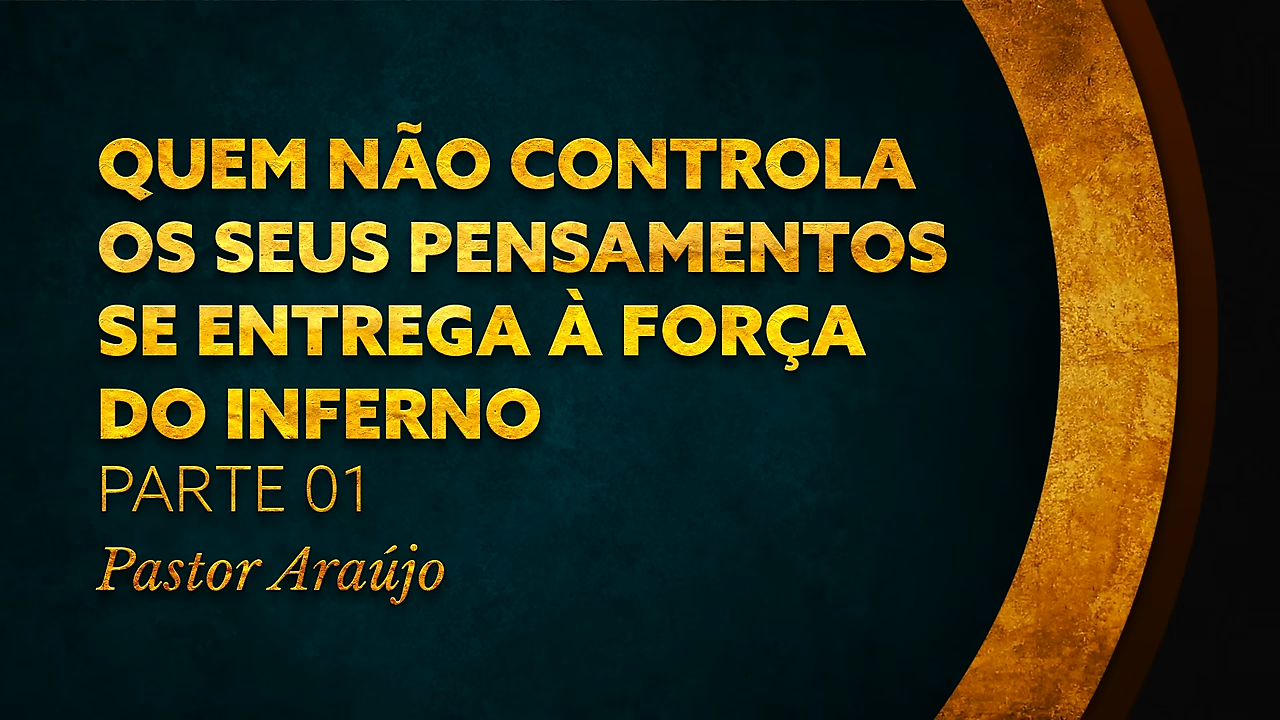 QUEM NÃO CONTROLA
OS SEUS PENSAMENTOS
SE ENTREGA À FORÇA
DO INFERNO
PARTE 01
Pastor Araújo